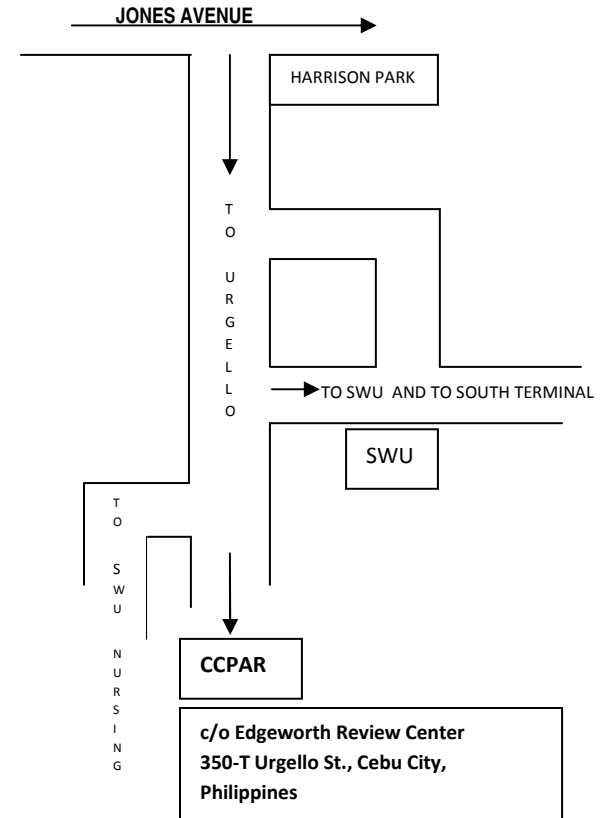 JONES AVENUE
HARRISON PARK
TO URGELLO
TO SWU AND TO SOUTH TERMINAL
SWU
TO SWU NURSING
CCPAR
c/o Edgeworth Review Center
350-T Urgello St., Cebu City,
Philippines